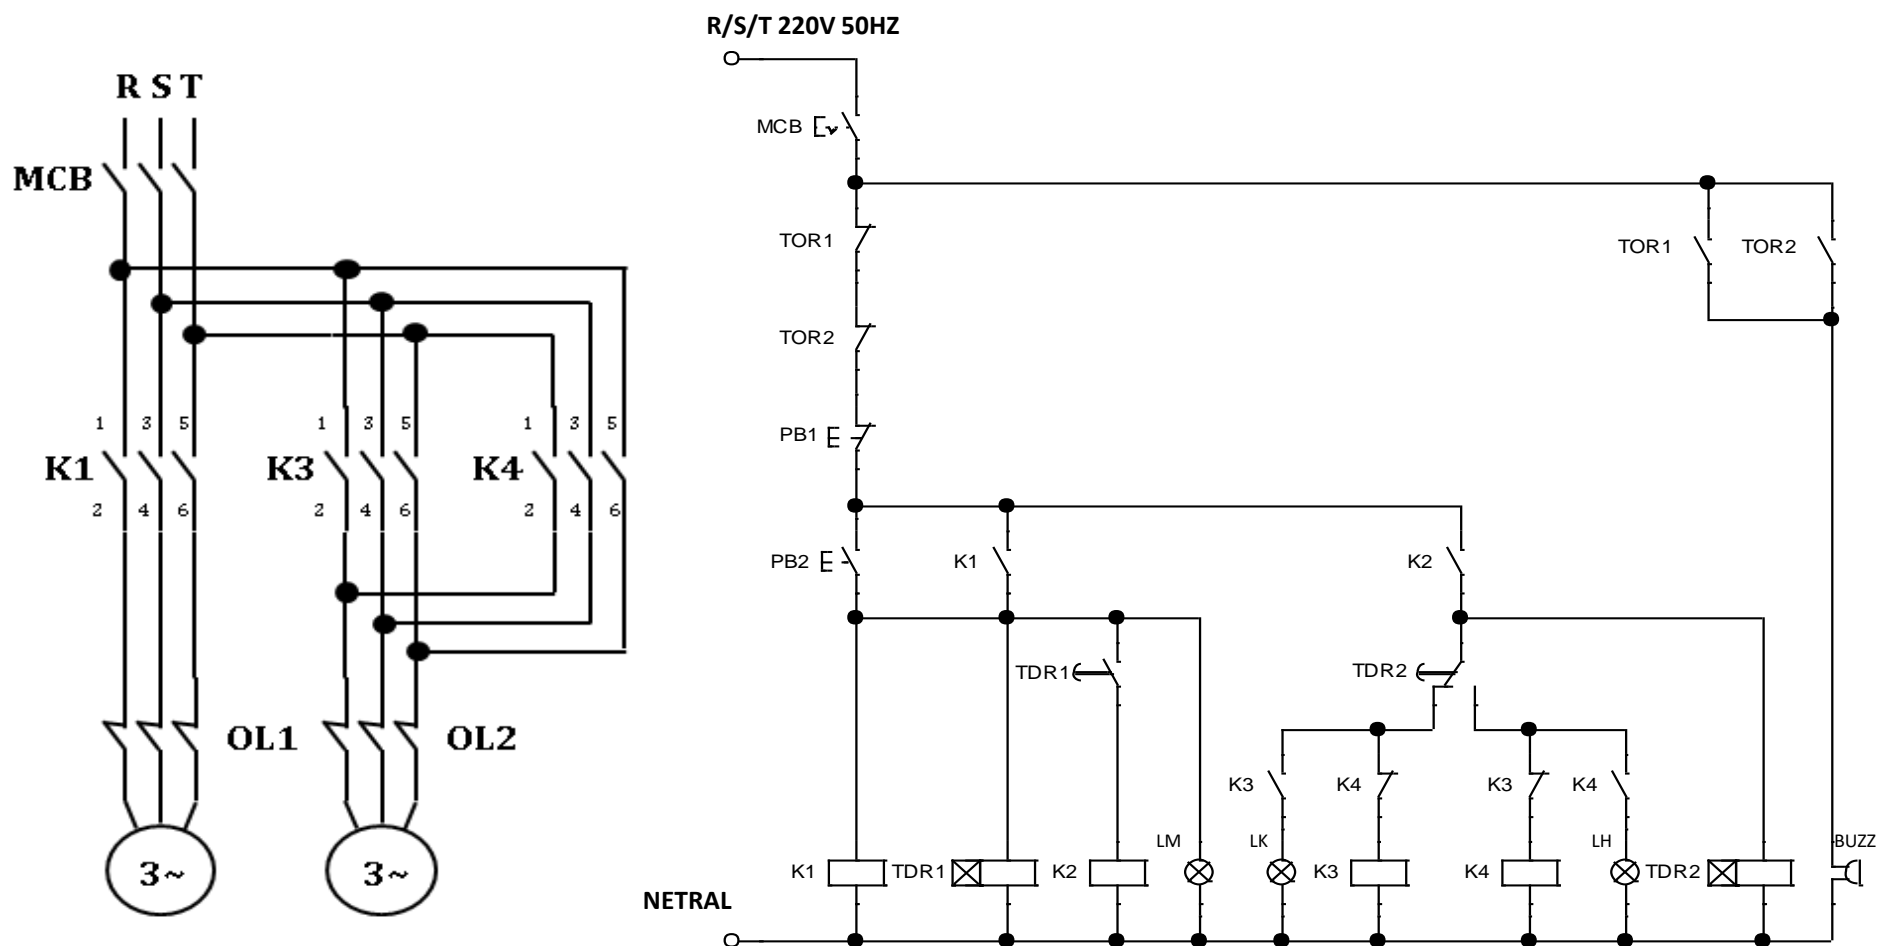 R/S/T 220V 50HZ
R S T
MCB
MCB
TOR1
TOR1
TOR2
TOR2
1 3 5
1 3 5
1 3 5
PB1
K1
K3
K4
2 4 6
2 4 6
2 4 6
PB2
K1
K2
TDR1
TDR2
OL1
OL2
K3
K4
K3
K4
LM
LK
LH
BUZZ
3~
3~
K1
TDR1
K2
K3
K4
TDR2
NETRAL